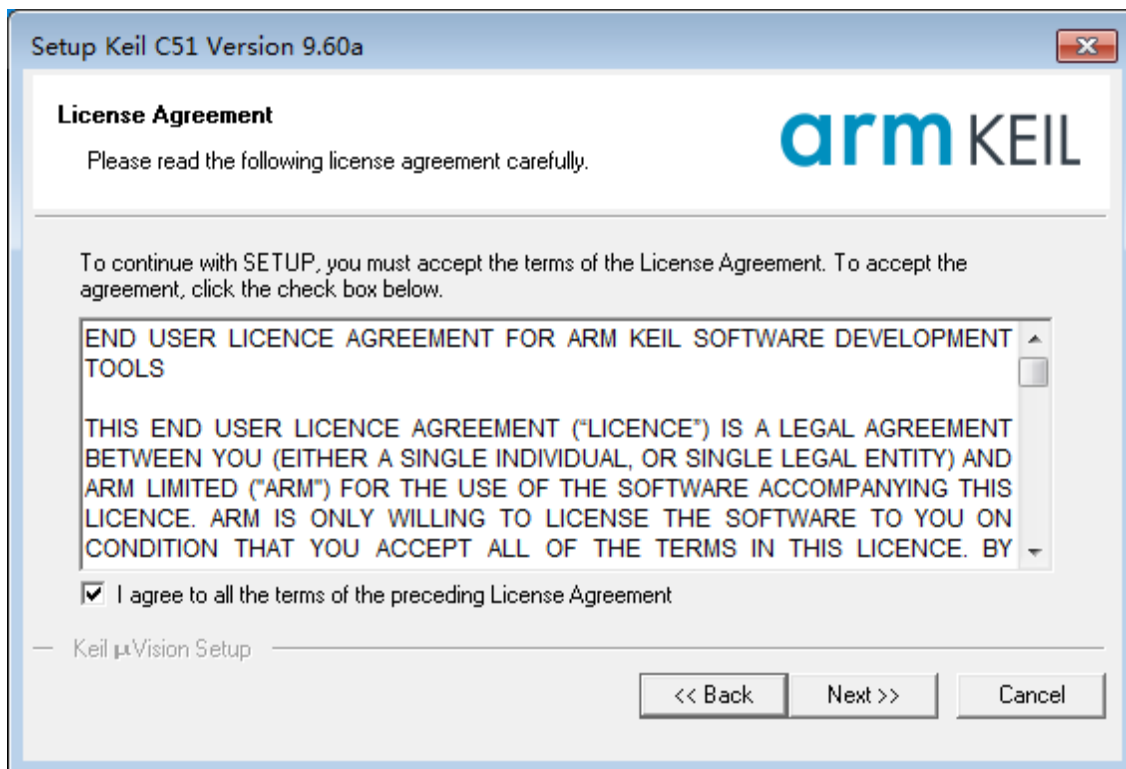 Setup Keil C51 Version 9.60a
License Agreement
Please read the following license agreement carefully.
arm KEIL
To continue with SETUP, you must accept the terms of the License Agreement. To accept the
agreement, click the check box below.
END USER LICENCE AGREEMENT FOR ARM KEIL SOFTWARE DEVELOPMENT
TOOLS
THIS END USER LICENCE AGREEMENT (“LICENCE”) IS A LEGAL AGREEMENT
BETWEEN YOU (EITHER A SINGLE INDIVIDUAL, OR SINGLE LEGAL ENTITY) AND
ARM LIMITED ("ARM") FOR THE USE OF THE SOFTWARE ACCOMPANYING THIS
LICENCE. ARM IS ONLY WILLING TO LICENSE THE SOFTWARE TO YOU ON
CONDITION THAT YOU ACCEPT ALL OF THE TERMS IN THIS LICENCE. BY
I agree to all the terms of the preceding License Agreement
Keil µVision Setup
<< Back Next >> Cancel